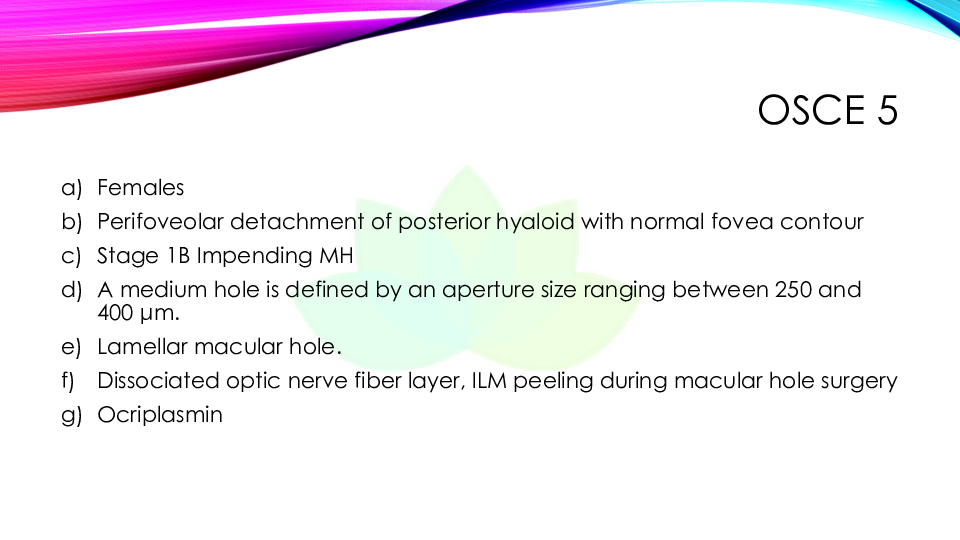 OSCE 5
a) Females
b) Perifoveolar detachment of posterior hyaloid with normal fovea contour
c) Stage 1B Impending MH
d) A medium hole is defined by an aperture size ranging between 250 and
400 µm.
e) Lamellar macular hole.
f) Dissociated optic nerve fiber layer, ILM peeling during macular hole surgery
g) Ocriplasmin